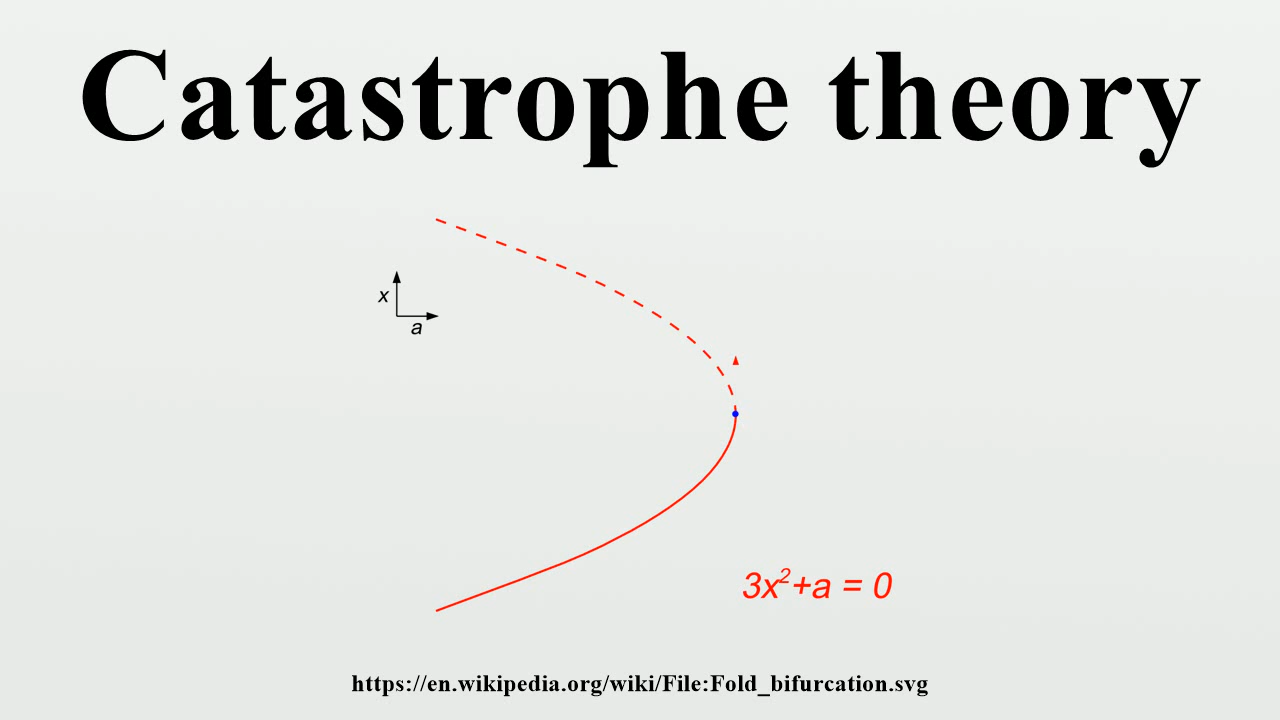 Catastrophe theory
x
a
3x²+a = 0
https://en.wikipedia.org/wiki/File:Fold_bifurcation.svg